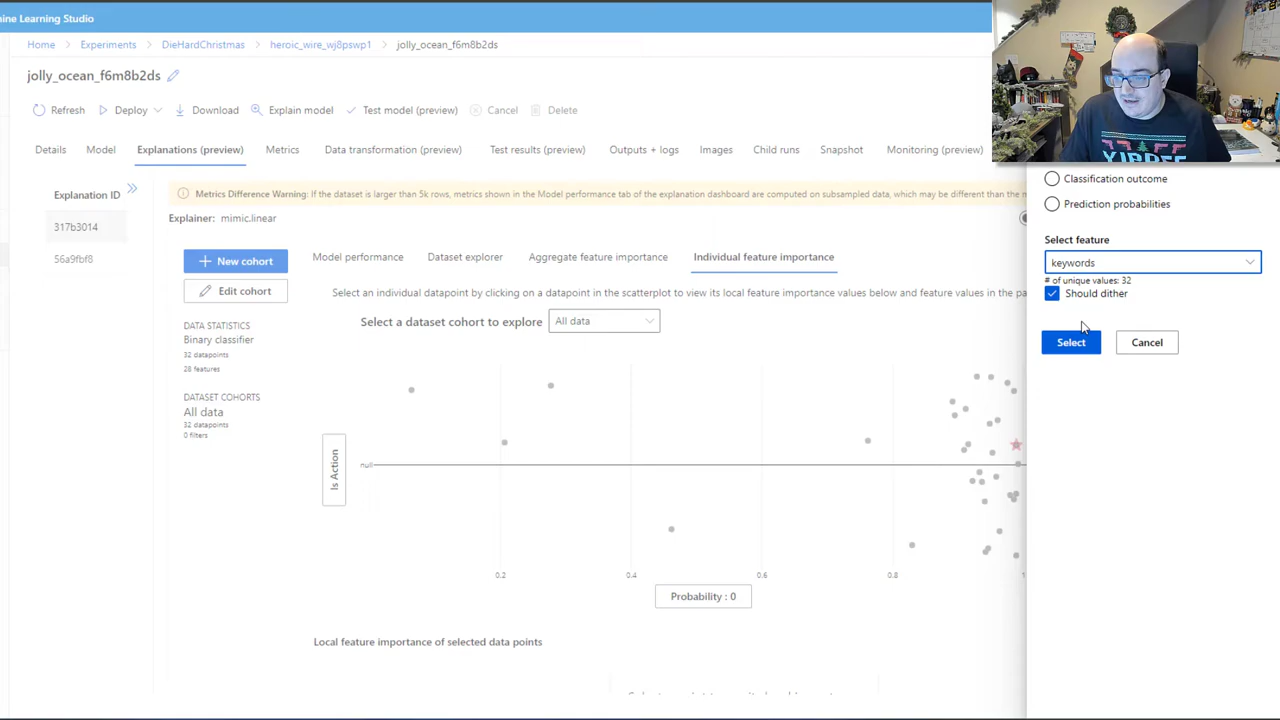 ine Learning Studio
Home > Experiments > DieHardChristmas > heroic_wire_wj8pswp1 > jolly_ocean_f6m8b2ds
jolly_ocean_f6m8b2ds
Refresh Deploy Download Explain model Test model (preview) Cancel Delete
Details Model Explanations (preview) Metrics Data transformation (preview) Test results (preview) Outputs + logs Images Child runs Snapshot Monitoring (preview)
YIPPEE
Classification outcome
Prediction probabilities
Select feature
keywords
# of unique values: 32
Should dither
Select Cancel
Explanation ID
317b3014
56a9fbf8
Metrics Difference Warning: If the dataset is larger than 5k rows, metrics shown in the Model performance tab of the explanation dashboard are computed on subsampled data, which may be different than the m
Explainer: mimic.linear
New cohort
Edit cohort
DATA STATISTICS
Binary classifier
32 datapoints
28 features
DATASET COHORTS
All data
32 datapoints
0 filters
Model performance Dataset explorer Aggregate feature importance Individual feature importance
Select an individual datapoint by clicking on a datapoint in the scatterplot to view its local feature importance values below and feature values in the pa
Select a dataset cohort to explore All data
Is Action
null
0.2 0.4 0.6 0.8 1
Probability : 0
Local feature importance of selected data points